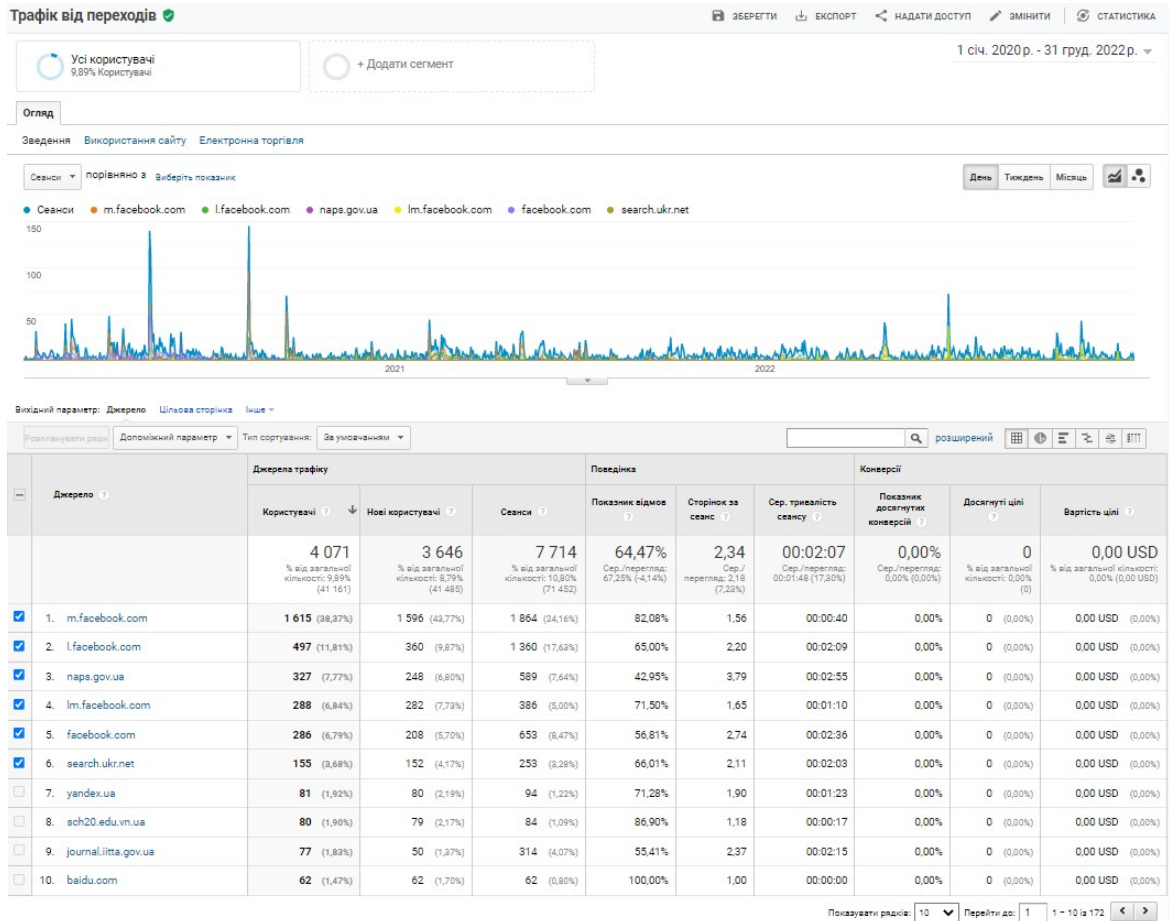 Трафік від переходів
ЗБЕРЕГТИ ЕКСПОРТ НАДАТИ ДОСТУП ЗМІНИТИ СТАТИСТИКА
Усі користувачі
9,89% Користувачі
+ Додати сегмент
1 січ. 2020 р. - 31 груд. 2022 р.
Огляд
Зведення Використання сайту Електронна торгівля
Сеанси порівняно з Виберіть показник
День Тиждень Місяць
Сеанси m.facebook.com l.facebook.com naps.gov.ua lm.facebook.com facebook.com search.ukr.net
150
100
50
2021 2022
Вихідний параметр: Джерело Цільова сторінка Інше
Розпланувати ряди Допоміжний параметр Тип сортування: За умовчанням розширений
Джерела трафіку Поведінка Конверсії
Джерело ? Користувачі ? Нові користувачі ? Сеанси ? Показник відмов ? Сторінок за сеанс ? Сер. тривалість сеансу ? Показник досягнутих конверсій ? Досягнуті цілі ? Вартість цілі ?
4 071 3 646 7 714 64,47% 2,34 00:02:07 0,00% 0 0,00 USD
% від загальної кількості: 9,89% (41 161) % від загальної кількості: 8,79% (41 485) % від загальної кількості: 10,80% (71 452) Сер./перегляд: 67,25% (-4,14%) Сер./перегляд: 2,18 (7,23%) Сер./перегляд: 00:01:48 (17,30%) Сер./перегляд: 0,00% (0,00%) % від загальної кількості: 0,00% (0) % від загальної кількості: 0,00% (0,00 USD)
1. m.facebook.com 1 615 (38,37%) 1 596 (43,77%) 1 864 (24,16%) 82,08% 1,56 00:00:40 0,00% 0 (0,00%) 0,00 USD (0,00%)
2. l.facebook.com 497 (11,81%) 360 (9,87%) 1 360 (17,63%) 65,00% 2,20 00:02:09 0,00% 0 (0,00%) 0,00 USD (0,00%)
3. naps.gov.ua 327 (7,77%) 248 (6,80%) 589 (7,64%) 42,95% 3,79 00:02:55 0,00% 0 (0,00%) 0,00 USD (0,00%)
4. lm.facebook.com 288 (6,84%) 282 (7,73%) 386 (5,00%) 71,50% 1,65 00:01:10 0,00% 0 (0,00%) 0,00 USD (0,00%)
5. facebook.com 286 (6,79%) 208 (5,70%) 653 (8,47%) 56,81% 2,74 00:02:36 0,00% 0 (0,00%) 0,00 USD (0,00%)
6. search.ukr.net 155 (3,68%) 152 (4,17%) 253 (3,28%) 66,01% 2,11 00:02:03 0,00% 0 (0,00%) 0,00 USD (0,00%)
7. yandex.ua 81 (1,92%) 80 (2,19%) 94 (1,22%) 71,28% 1,90 00:01:23 0,00% 0 (0,00%) 0,00 USD (0,00%)
8. sch20.edu.vn.ua 80 (1,90%) 79 (2,17%) 84 (1,09%) 86,90% 1,18 00:00:17 0,00% 0 (0,00%) 0,00 USD (0,00%)
9. journal.iitta.gov.ua 77 (1,83%) 50 (1,37%) 314 (4,07%) 55,41% 2,37 00:02:15 0,00% 0 (0,00%) 0,00 USD (0,00%)
10. baidu.com 62 (1,47%) 62 (1,70%) 62 (0,80%) 100,00% 1,00 00:00:00 0,00% 0 (0,00%) 0,00 USD (0,00%)
Показувати рядків: 10 Перейти до: 1 1 – 10 із 172